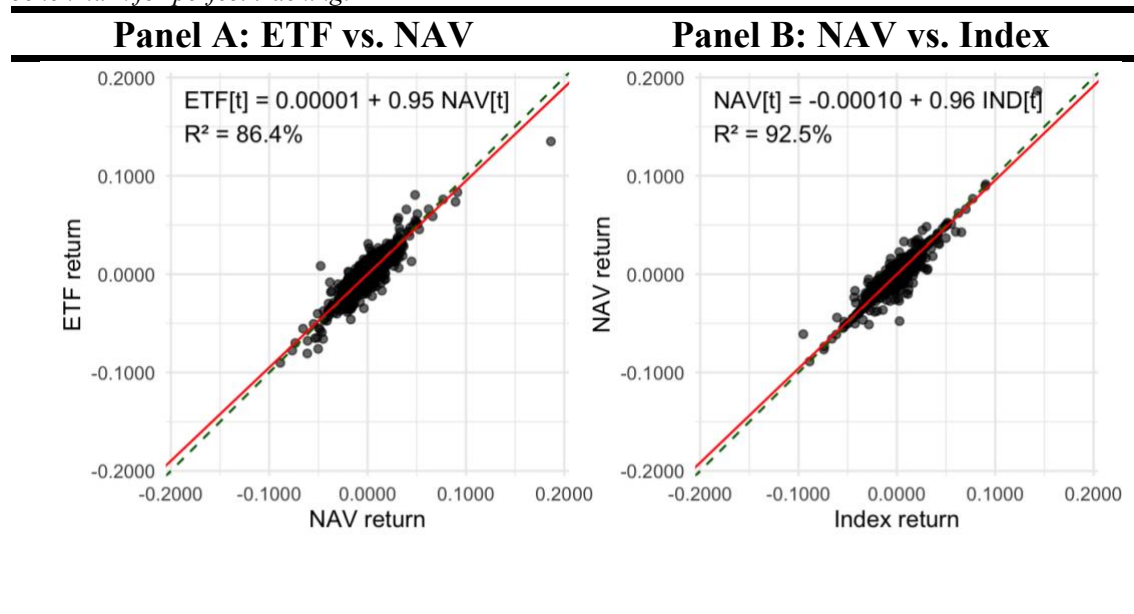 Panel A: ETF vs. NAV
Panel B: NAV vs. Index
ETF[t] = 0.00001 + 0.95 NAV[t]
R² = 86.4%
0.2000
0.1000
0.0000
-0.1000
-0.2000
ETF return
-0.2000 -0.1000 0.0000 0.1000 0.2000
NAV return
NAV[t] = -0.00010 + 0.96 IND[t]
R² = 92.5%
0.2000
0.1000
0.0000
-0.1000
-0.2000
NAV return
-0.2000 -0.1000 0.0000 0.1000 0.2000
Index return